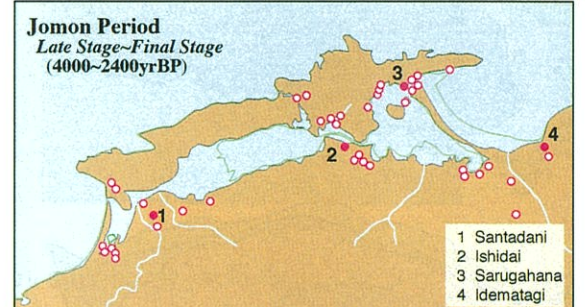 Jomon Period
Late Stage~Final Stage
(4000~2400yrBP)
3
4
2
1
1 Santadani
2 Ishidai
3 Sarugahana
4 Idematagi